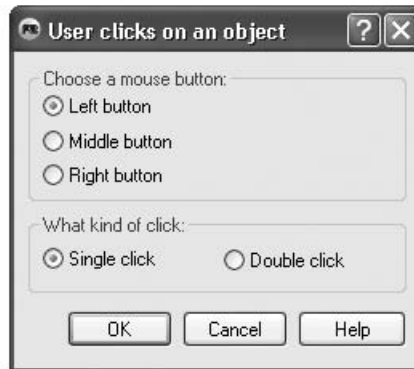 User clicks on an object
Choose a mouse button:
Left button
Middle button
Right button
What kind of click:
Single click Double click
OK Cancel Help